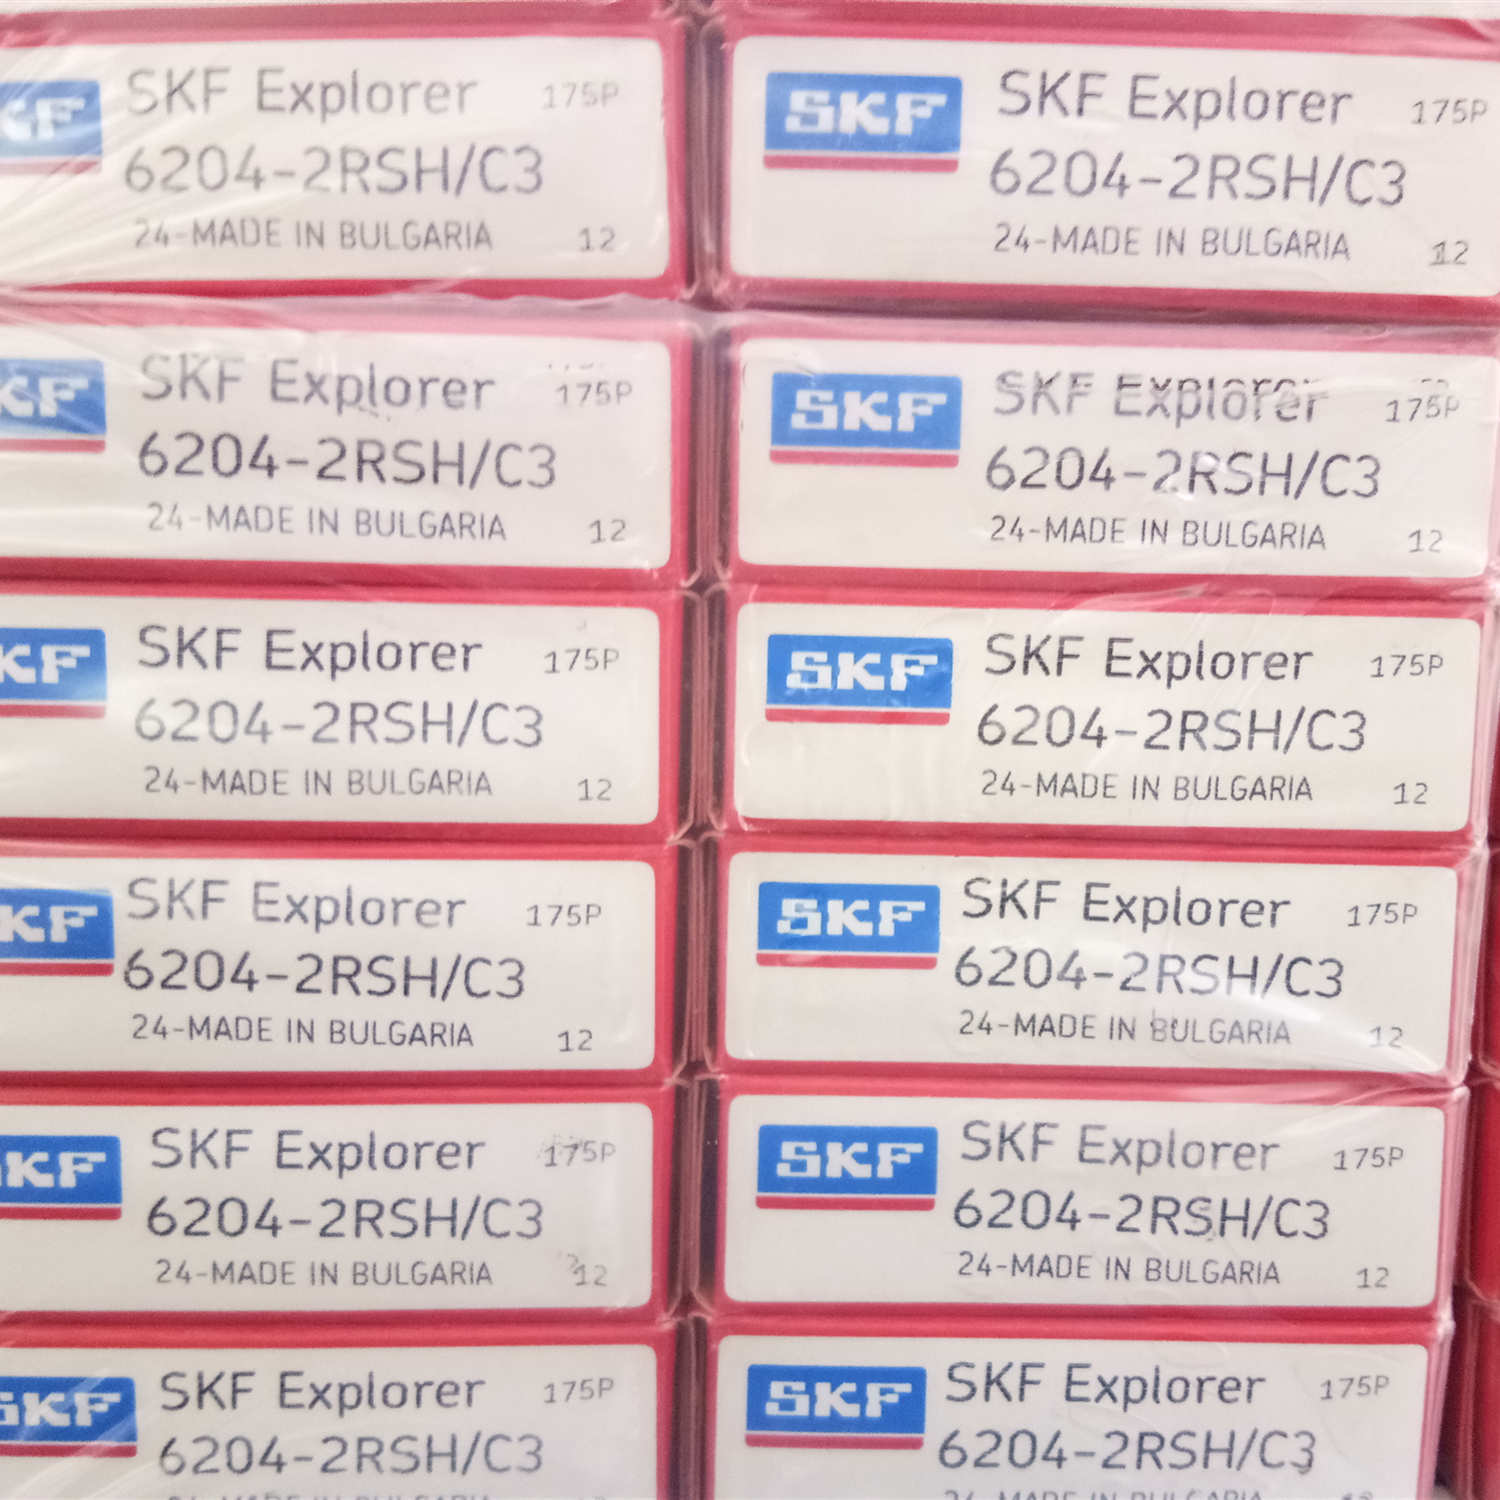 SKF Explorer 175P
6204-2RSH/C3
24-MADE IN BULGARIA 12
SKF SKF Explorer 175P
6204-2RSH/C3
24-MADE IN BULGARIA 12
SKF Explorer 175P
6204-2RSH/C3
24-MADE IN BULGARIA 12
SKF SKF Explorer 175P
6204-2RSH/C3
24-MADE IN BULGARIA 12
SKF Explorer 175P
6204-2RSH/C3
24-MADE IN BULGARIA 12
SKF SKF Explorer 175P
6204-2RSH/C3
24-MADE IN BULGARIA 12
SKF Explorer 175P
6204-2RSH/C3
24-MADE IN BULGARIA 12
SKF SKF Explorer 175P
6204-2RSH/C3
24-MADE IN BULGARIA 12
SKF SKF Explorer 175P
6204-2RSH/C3
24-MADE IN BULGARIA 12
SKF SKF Explorer 175P
6204-2RSH/C3
24-MADE IN BULGARIA 12
SKF SKF Explorer 175P
6204-2RSH/C3
SKF SKF Explorer 175P
6204-2RSH/C3